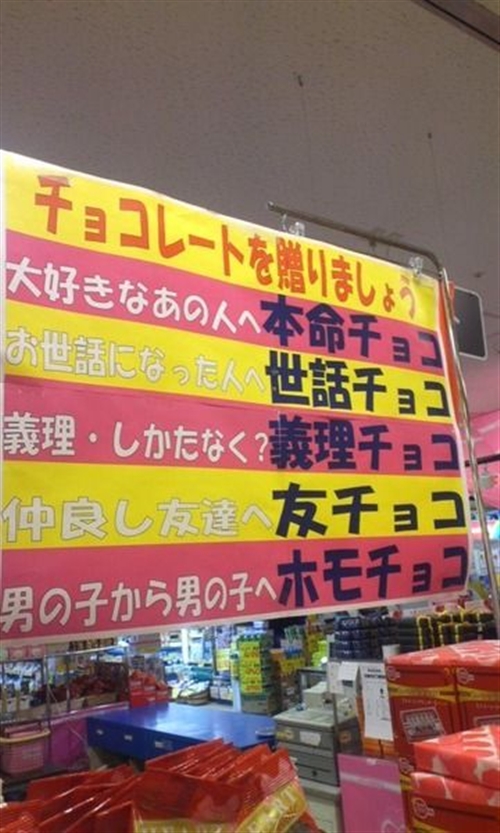 チョコレートを贈りましょう
大好きなあの人へ本命チョコ
お世話になった人へ世話チョコ
義理・しかたなく?義理チョコ
仲良し友達へ友チョコ
男の子から男の子へホモチョコ